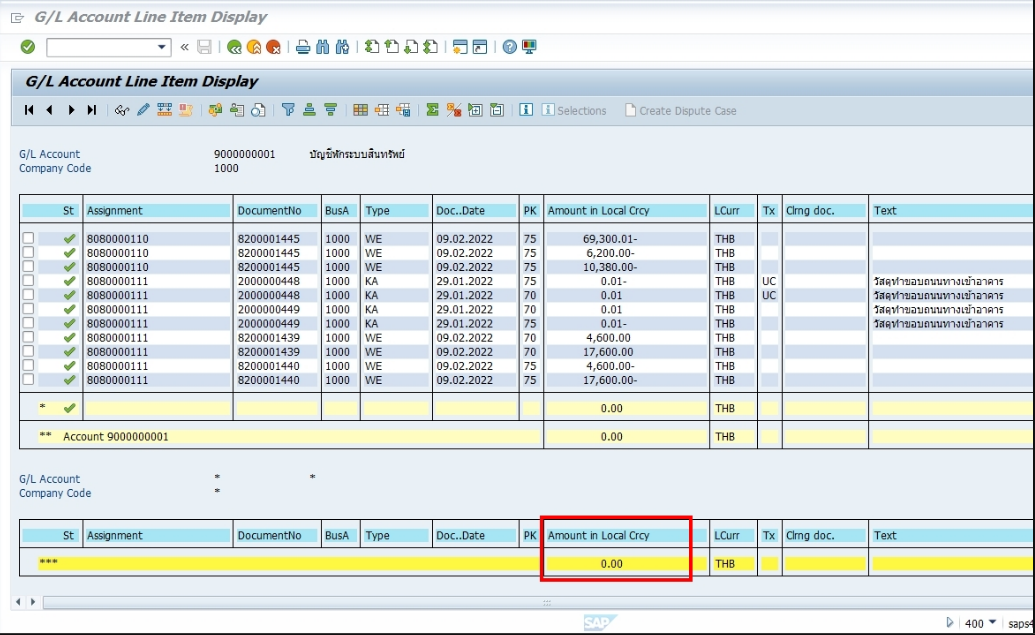 G/L Account Line Item Display
G/L Account Line Item Display
Selections Create Dispute Case
G/L Account 9000000001 บัญชีพักระบบสินทรัพย์
Company Code 1000
St Assignment DocumentNo BusA Type Doc..Date PK Amount in Local Crcy LCurr Tx Clrng doc. Text
8080000110 8200001445 1000 WE 09.02.2022 75 69,300.01- THB
8080000110 8200001445 1000 WE 09.02.2022 75 6,200.00- THB
8080000110 8200001445 1000 WE 09.02.2022 75 10,380.00- THB
8080000111 2000000448 1000 KA 29.01.2022 75 0.01- THB UC วัสดุทำขอบถนนทางเข้าอาคาร
8080000111 2000000448 1000 KA 29.01.2022 70 0.01 THB UC วัสดุทำขอบถนนทางเข้าอาคาร
8080000111 2000000449 1000 KA 29.01.2022 70 0.01 THB วัสดุทำขอบถนนทางเข้าอาคาร
8080000111 2000000449 1000 KA 29.01.2022 75 0.01- THB วัสดุทำขอบถนนทางเข้าอาคาร
8080000111 8200001439 1000 WE 09.02.2022 70 4,600.00 THB
8080000111 8200001439 1000 WE 09.02.2022 70 17,600.00 THB
8080000111 8200001440 1000 WE 09.02.2022 75 4,600.00- THB
8080000111 8200001440 1000 WE 09.02.2022 75 17,600.00- THB
* 0.00 THB
** Account 9000000001 0.00 THB
G/L Account * *
Company Code *
St Assignment DocumentNo BusA Type Doc..Date PK Amount in Local Crcy LCurr Tx Clrng doc. Text
*** 0.00 THB
SAP 400